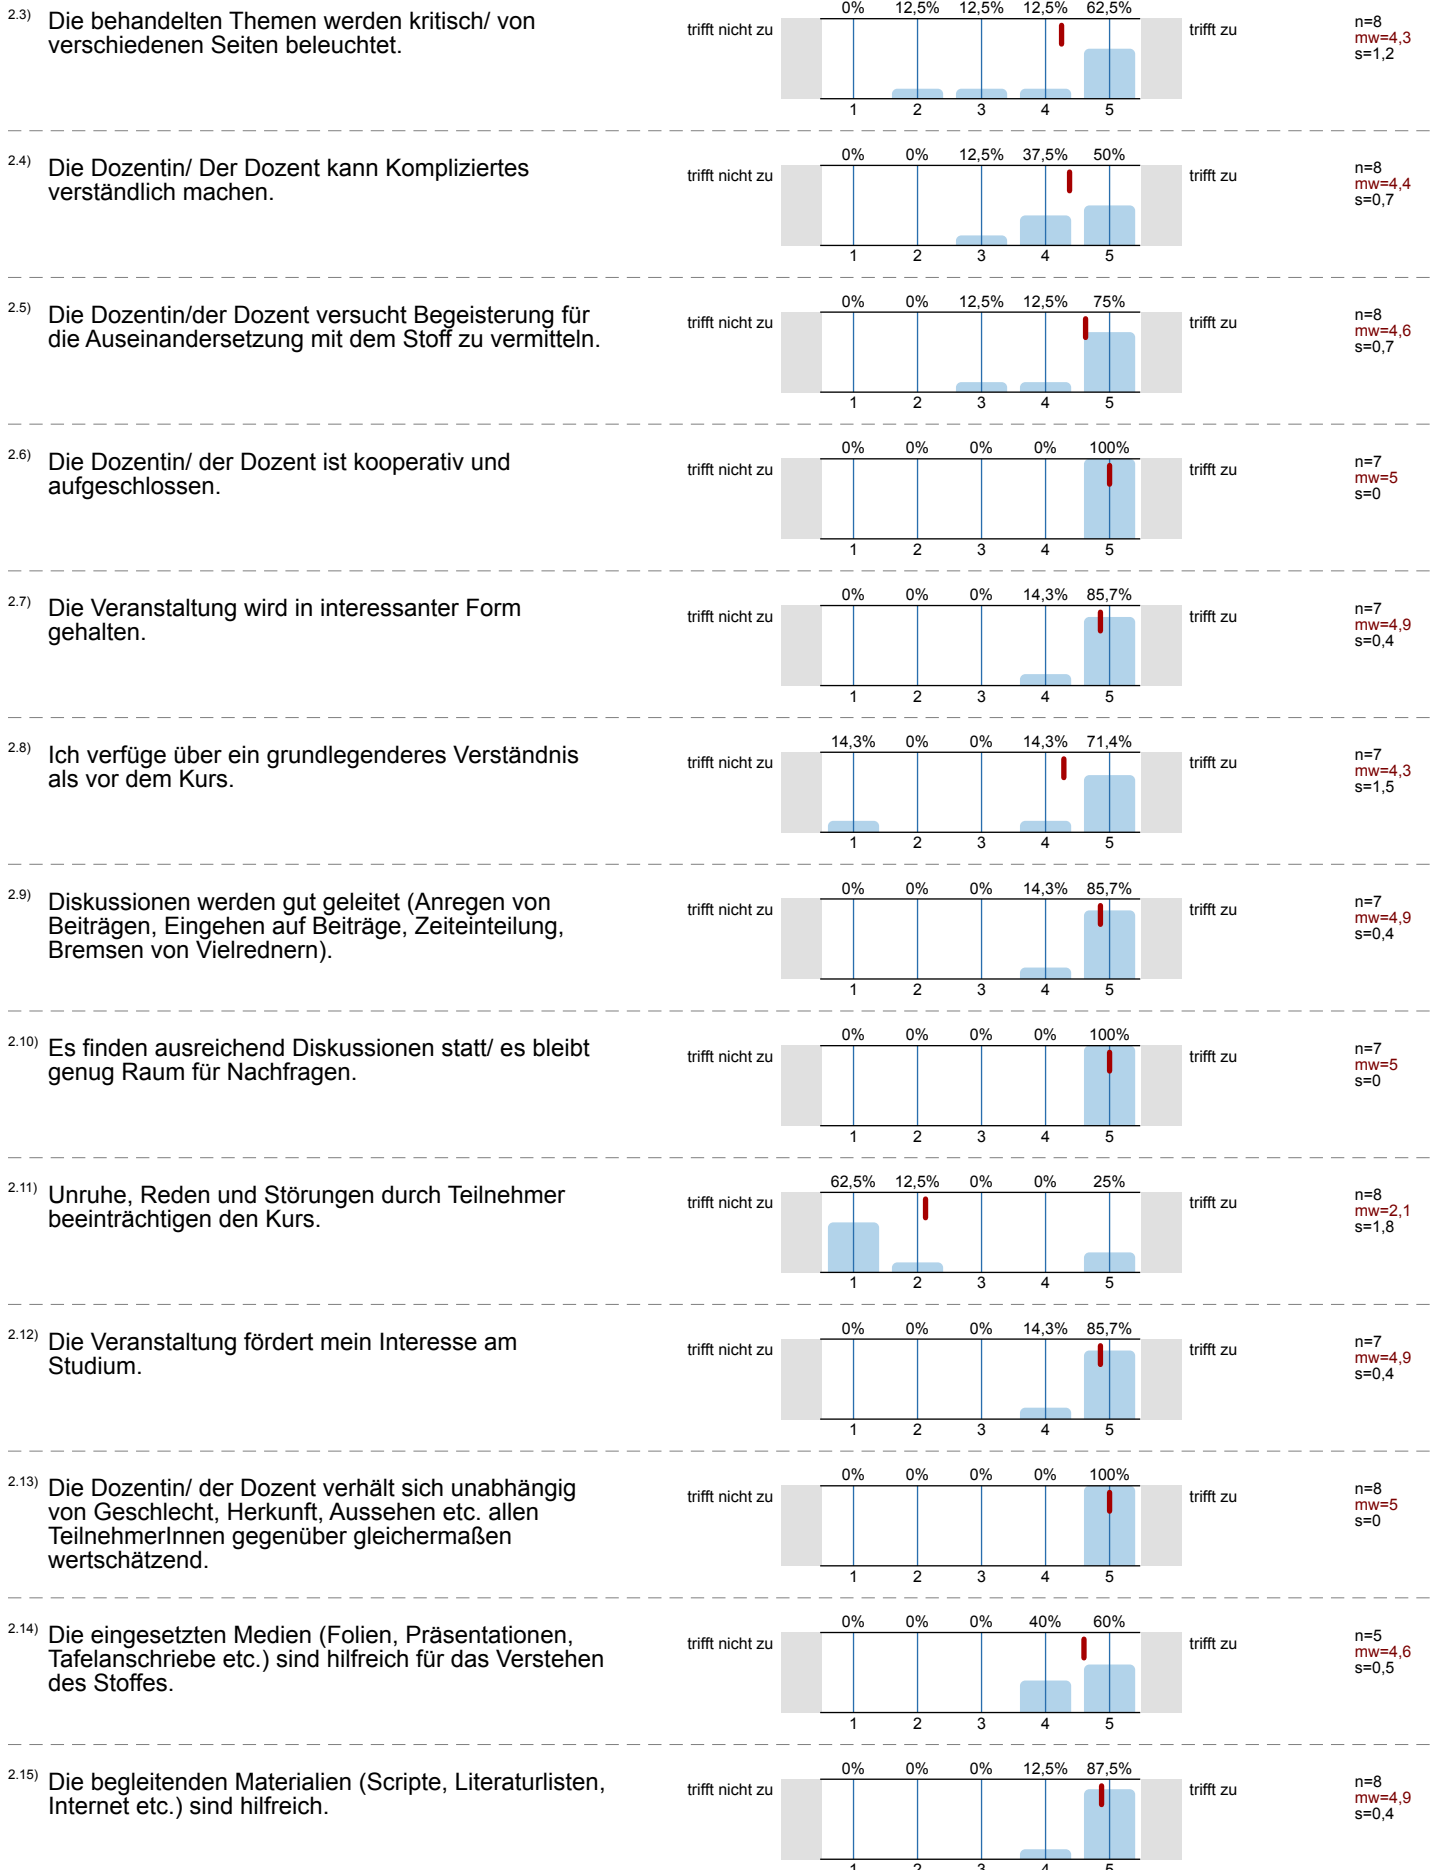 2.3) Die behandelten Themen werden kritisch/ von
verschiedenen Seiten beleuchtet.
trifft nicht zu
0% 12,5% 12,5% 12,5% 62,5%
1 2 3 4 5
trifft zu
n=8
mw=4,3
s=1,2
2.4) Die Dozentin/ Der Dozent kann Kompliziertes
verständlich machen.
trifft nicht zu
0% 0% 12,5% 37,5% 50%
1 2 3 4 5
trifft zu
n=8
mw=4,4
s=0,7
2.5) Die Dozentin/der Dozent versucht Begeisterung für
die Auseinandersetzung mit dem Stoff zu vermitteln.
trifft nicht zu
0% 0% 12,5% 12,5% 75%
1 2 3 4 5
trifft zu
n=8
mw=4,6
s=0,7
2.6) Die Dozentin/ der Dozent ist kooperativ und
aufgeschlossen.
trifft nicht zu
0% 0% 0% 0% 100%
1 2 3 4 5
trifft zu
n=7
mw=5
s=0
2.7) Die Veranstaltung wird in interessanter Form
gehalten.
trifft nicht zu
0% 0% 0% 14,3% 85,7%
1 2 3 4 5
trifft zu
n=7
mw=4,9
s=0,4
2.8) Ich verfüge über ein grundlegenderes Verständnis
als vor dem Kurs.
trifft nicht zu
14,3% 0% 0% 14,3% 71,4%
1 2 3 4 5
trifft zu
n=7
mw=4,3
s=1,5
2.9) Diskussionen werden gut geleitet (Anregen von
Beiträgen, Eingehen auf Beiträge, Zeiteinteilung,
Bremsen von Vielrednern).
trifft nicht zu
0% 0% 0% 14,3% 85,7%
1 2 3 4 5
trifft zu
n=7
mw=4,9
s=0,4
2.10) Es finden ausreichend Diskussionen statt/ es bleibt
genug Raum für Nachfragen.
trifft nicht zu
0% 0% 0% 0% 100%
1 2 3 4 5
trifft zu
n=7
mw=5
s=0
2.11) Unruhe, Reden und Störungen durch Teilnehmer
beeinträchtigen den Kurs.
trifft nicht zu
62,5% 12,5% 0% 0% 25%
1 2 3 4 5
trifft zu
n=8
mw=2,1
s=1,8
2.12) Die Veranstaltung fördert mein Interesse am
Studium.
trifft nicht zu
0% 0% 0% 14,3% 85,7%
1 2 3 4 5
trifft zu
n=7
mw=4,9
s=0,4
2.13) Die Dozentin/ der Dozent verhält sich unabhängig
von Geschlecht, Herkunft, Aussehen etc. allen
TeilnehmerInnen gegenüber gleichermaßen
wertschätzend.
trifft nicht zu
0% 0% 0% 0% 100%
1 2 3 4 5
trifft zu
n=8
mw=5
s=0
2.14) Die eingesetzten Medien (Folien, Präsentationen,
Tafelanschriebe etc.) sind hilfreich für das Verstehen
des Stoffes.
trifft nicht zu
0% 0% 0% 40% 60%
1 2 3 4 5
trifft zu
n=5
mw=4,6
s=0,5
2.15) Die begleitenden Materialien (Scripte, Literaturlisten,
Internet etc.) sind hilfreich.
trifft nicht zu
0% 0% 0% 12,5% 87,5%
1 2 3 4 5
trifft zu
n=8
mw=4,9
s=0,4